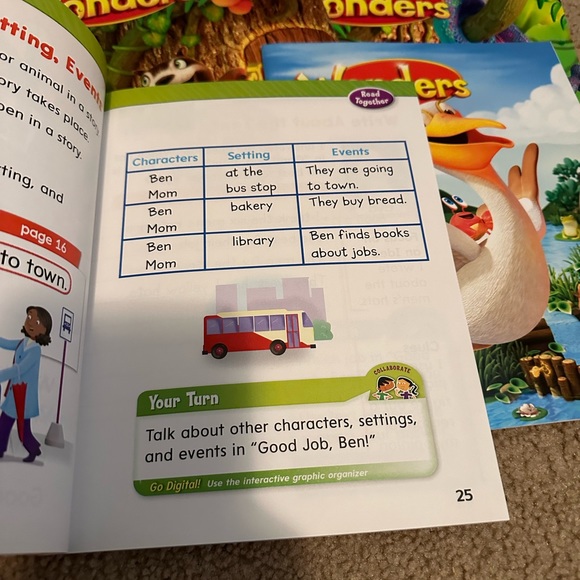 onders
onders
Wonders
tting, Event
or animal in a
ory takes place.
pen in a story.
tting, and
page 16
to town.
Read
Together
Characters Setting Events
Ben
Mom
at the
bus stop
They are going
to town.
Ben
Mom
bakery
They buy bread.
Ben
Mom
library
Ben finds books
about jobs.
COLLABORATE
Your Turn
Talk about other characters, settings,
and events in "Good Job, Ben!"
Go Digital! Use the interactive graphic organizer
25